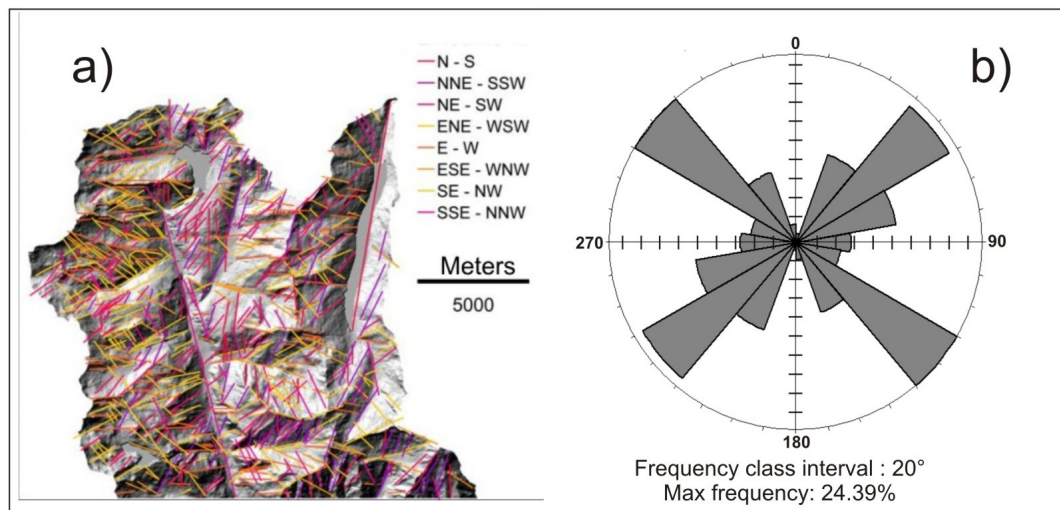 a)
N - S
NNE - SSW
NE - SW
ENE - WSW
E - W
ESE - WNW
SE - NW
SSE - NNW
Meters
5000
b)
0
270
90
180
Frequency class interval : 20°
Max frequency: 24.39%